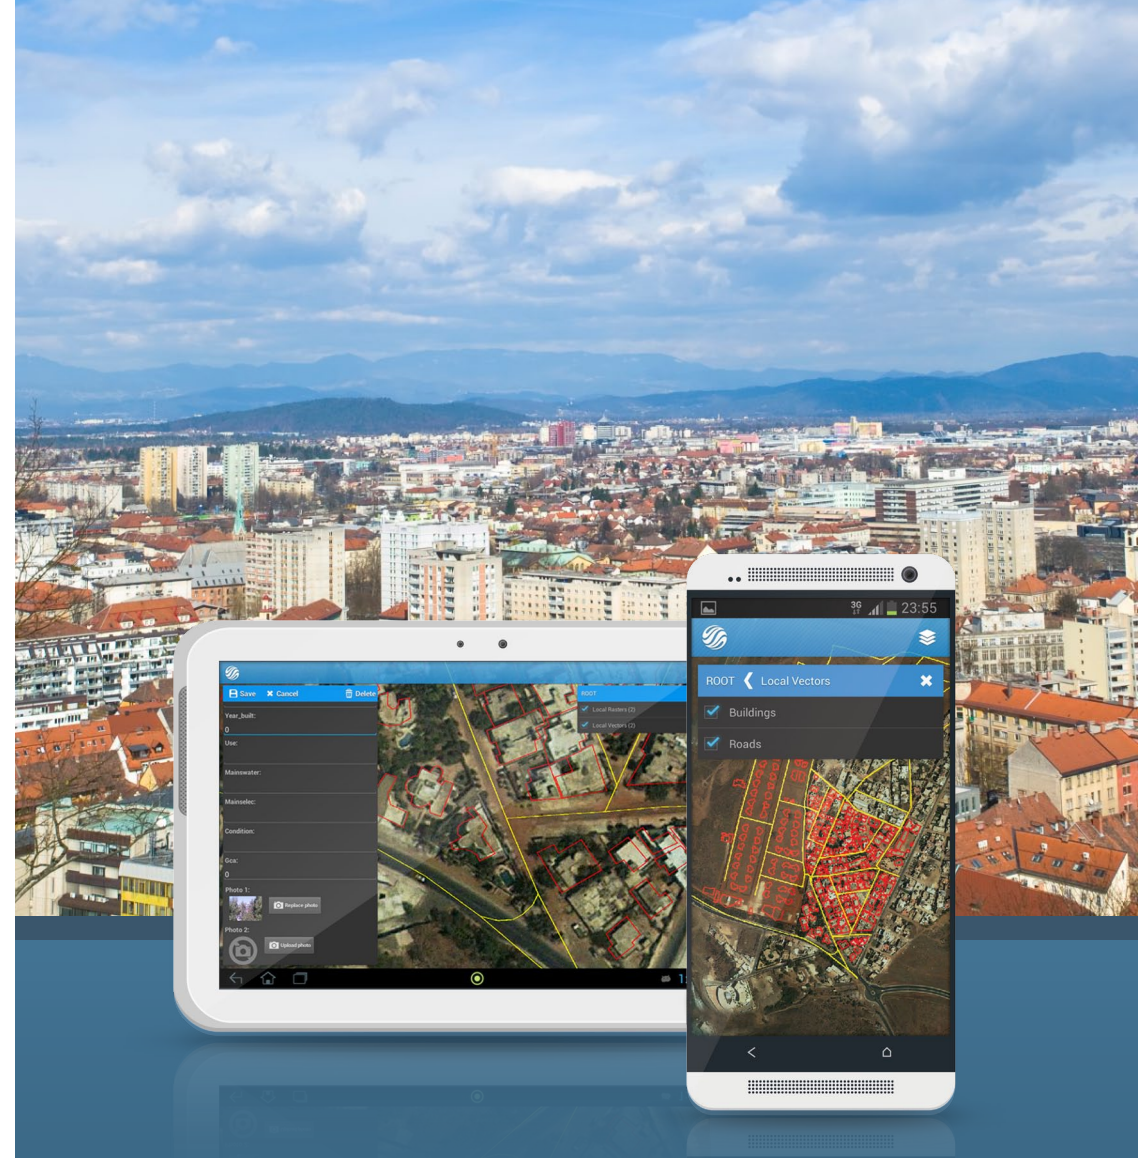 3G
23:55
ROOT
Local Vectors
Buildings
Roads
Save
Cancel
Delete
Year_built:
0
Use:
Mainswater:
Mainselec:
Condition:
Gca:
0
Photo 1:
Replace photo
Photo 2:
Upload photo
ROOT
Local Rasters (2)
Local Vectors (2)